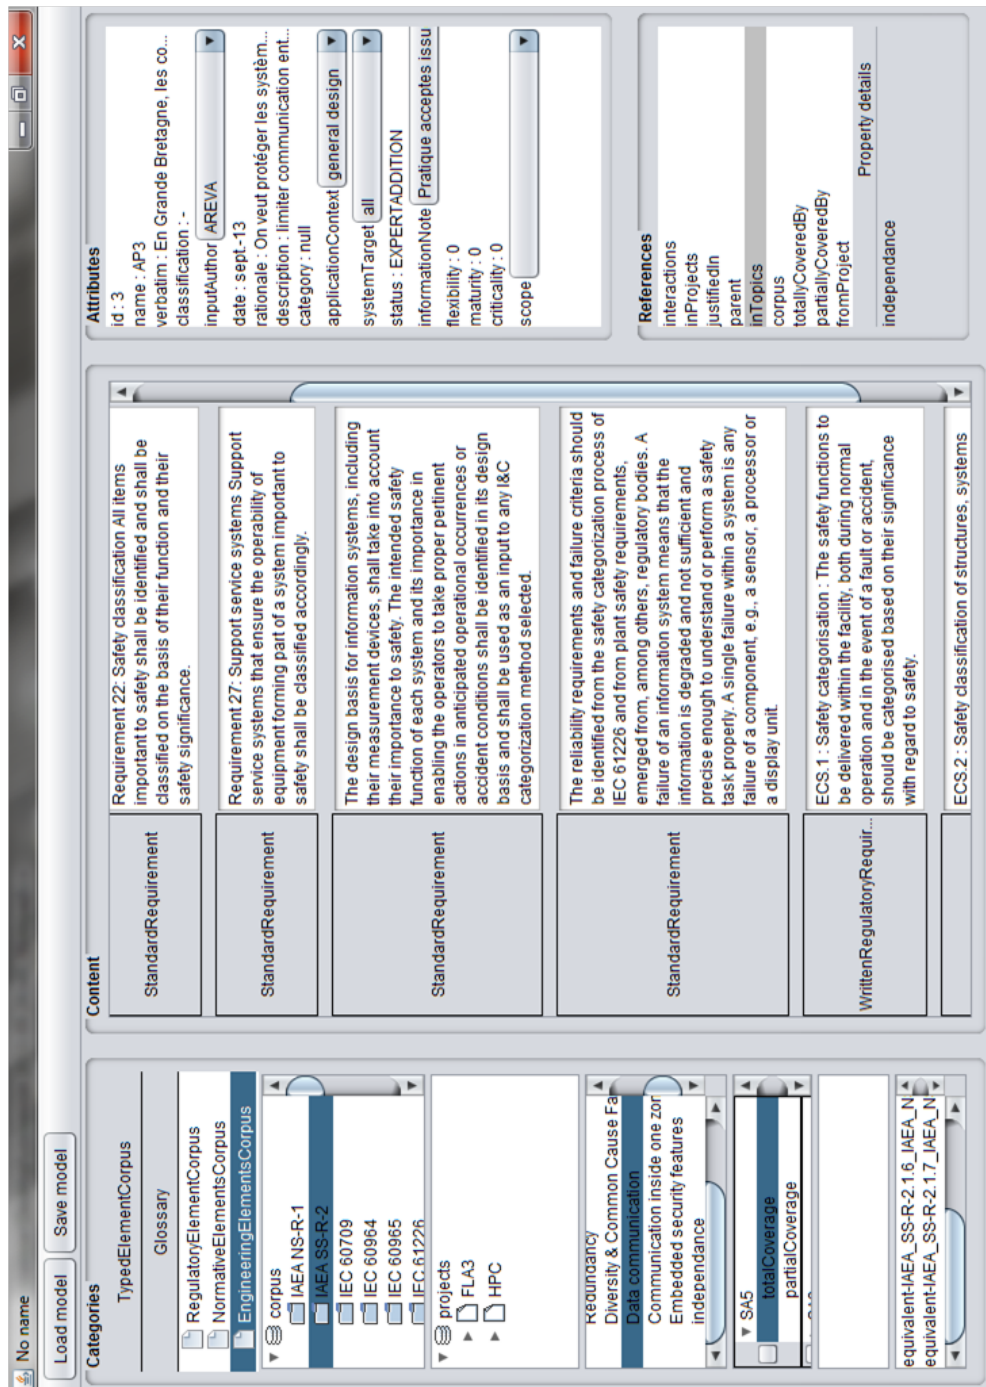 No name
Load model
Save model
Categories
TypedElementCorpus
Glossary
RegulatoryElementCorpus
NormativeElementsCorpus
EngineeringElementsCorpus
corpus
IAEA NS-R-1
IAEA SS-R-2
IEC 60709
IEC 60964
IEC 60965
IEC 61226
projects
FLA3
HPC
Redundancy
Diversity & Common Cause Fa
Data communication
Communication inside one zon
Embedded security features
independance
SA5
totalCoverage
partialCoverage
equivalent-IAEA_SS-R-2.1.6_IAEA_N
equivalent-IAEA_SS-R-2.1.7_IAEA_N
Content
StandardRequirement
Requirement 22: Safety classification All items
important to safety shall be identified and shall be
classified on the basis of their function and their
safety significance.
StandardRequirement
Requirement 27: Support service systems Support
service systems that ensure the operability of
equipment forming part of a system important to
safety shall be classified accordingly.
StandardRequirement
The design basis for information systems, including
their measurement devices, shall take into account
their importance to safety. The intended safety
function of each system and its importance in
enabling the operators to take proper pertinent
actions in anticipated operational occurrences or
accident conditions shall be identified in its design
basis and shall be used as an input to any I&C
categorization method selected.
StandardRequirement
The reliability requirements and failure criteria should
be identified from the safety categorization process of
IEC 61226 and from plant safety requirements,
emerged from, among others, regulatory bodies. A
failure of an information system means that the
information is degraded and not sufficient and
precise enough to understand or perform a safety
task properly. A single failure within a system is any
failure of a component, e.g., a sensor, a processor or
a display unit.
WrittenRegulatoryRequir...
ECS.1 : Safety categorisation : The safety functions to
be delivered within the facility, both during normal
operation and in the event of a fault or accident,
should be categorised based on their significance
with regard to safety.
ECS.2 : Safety classification of structures, systems
Attributes
id : 3
name : AP3
verbatim : En Grande Bretagne, les co...
classification : -
inputAuthor AREVA
date : sept.-13
rationale : On veut protéger les systèm...
description : limiter communication ent...
category : null
applicationContext general design
systemTarget all
status : EXPERTADDITION
informationNote Pratique acceptes issu
flexibility : 0
maturity : 0
criticality : 0
scope
References
interactions
inProjects
justifiedIn
parent
inTopics
corpus
totallyCoveredBy
partiallyCoveredBy
fromProject
Property details
independance